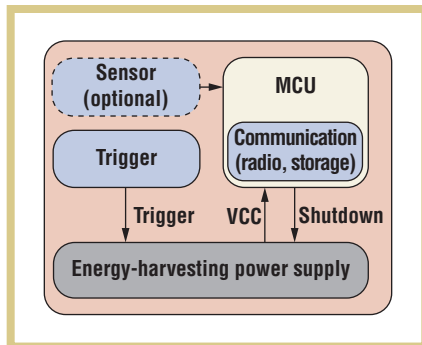 Sensor
(optional)
MCU
Trigger
Communication
(radio, storage)
Trigger
VCC
Shutdown
Energy-harvesting power supply